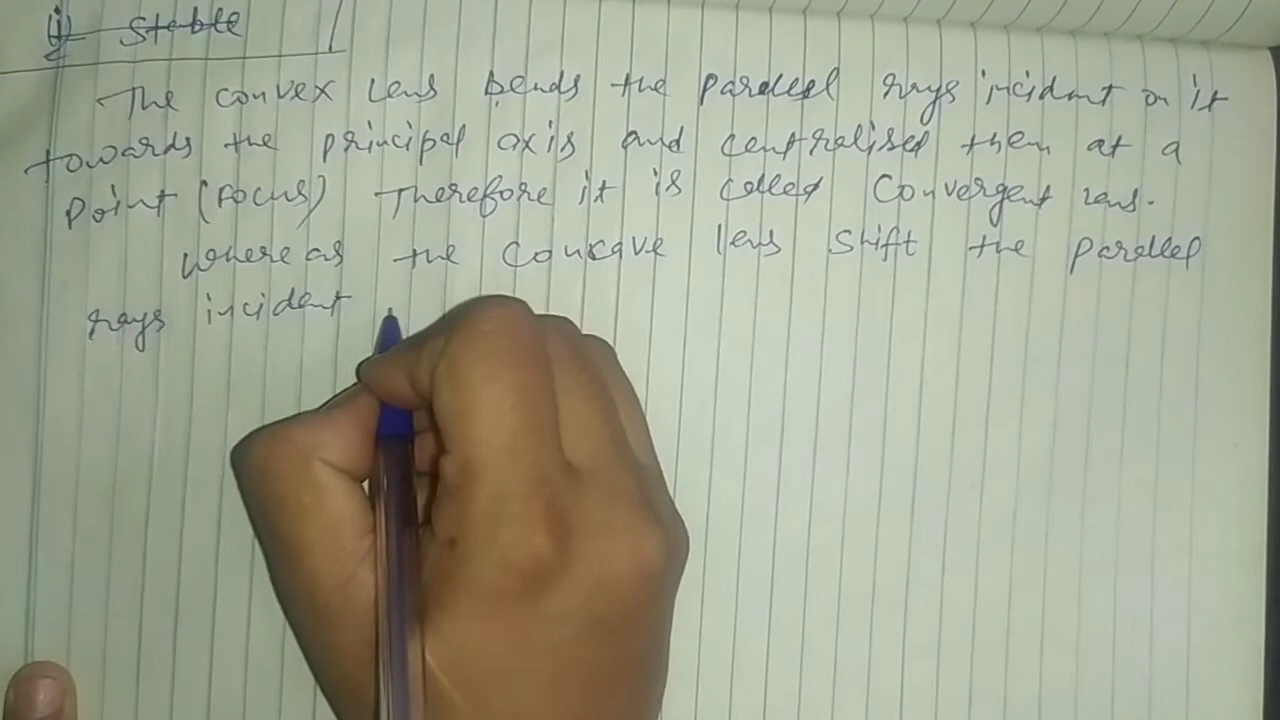 i) Stable
The convex lens bends the parallel rays incident on it
towards the principal axis and centralised them at a
Point (Focus) Therefore it is called Convergent lens.
whereas the concave lens shift the parallel
rays incident